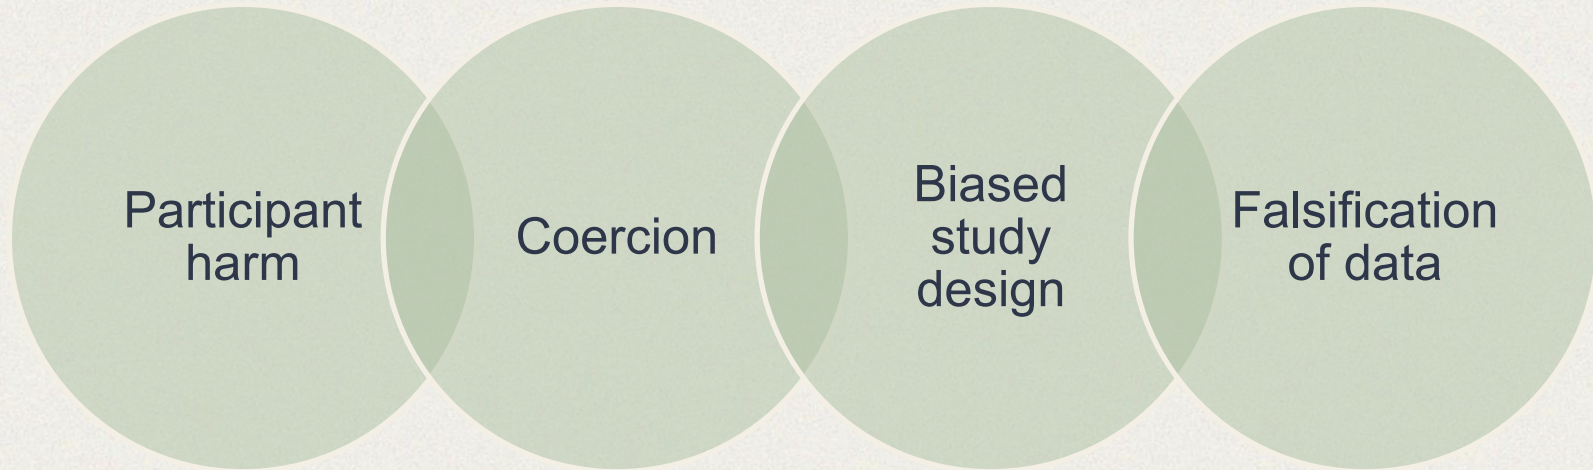 Participant
harm
Coercion
Biased
study
design
Falsification
of data